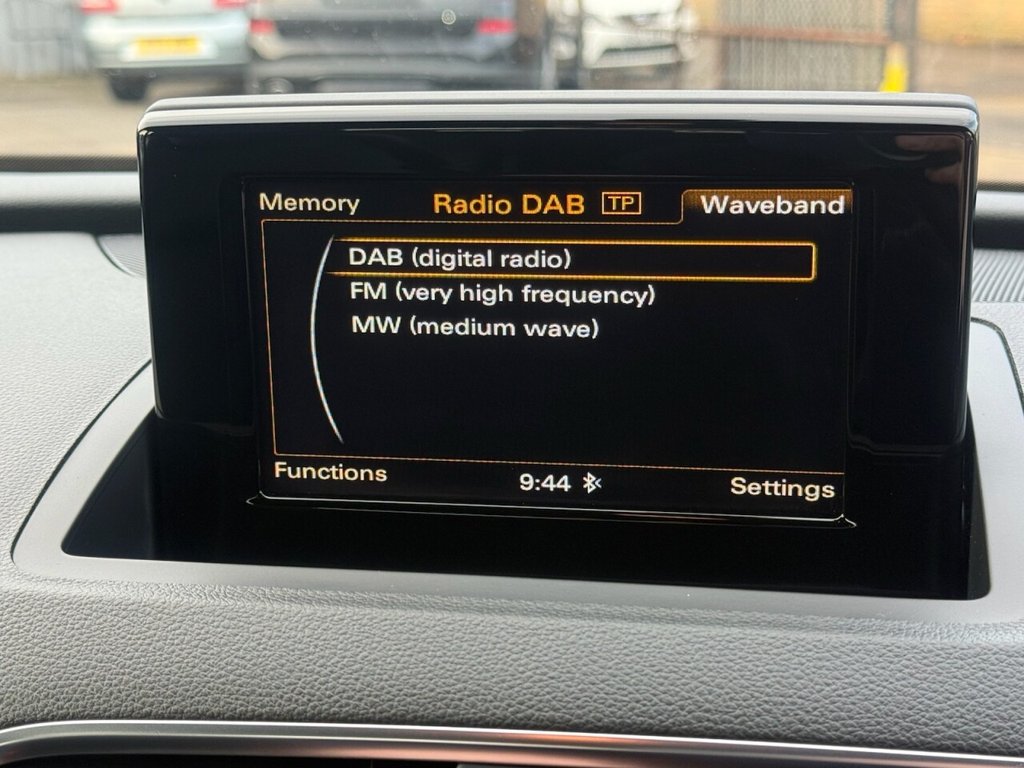 Memory Radio DAB TP Waveband
DAB (digital radio)
FM (very high frequency)
MW (medium wave)
Functions 9:44 Settings